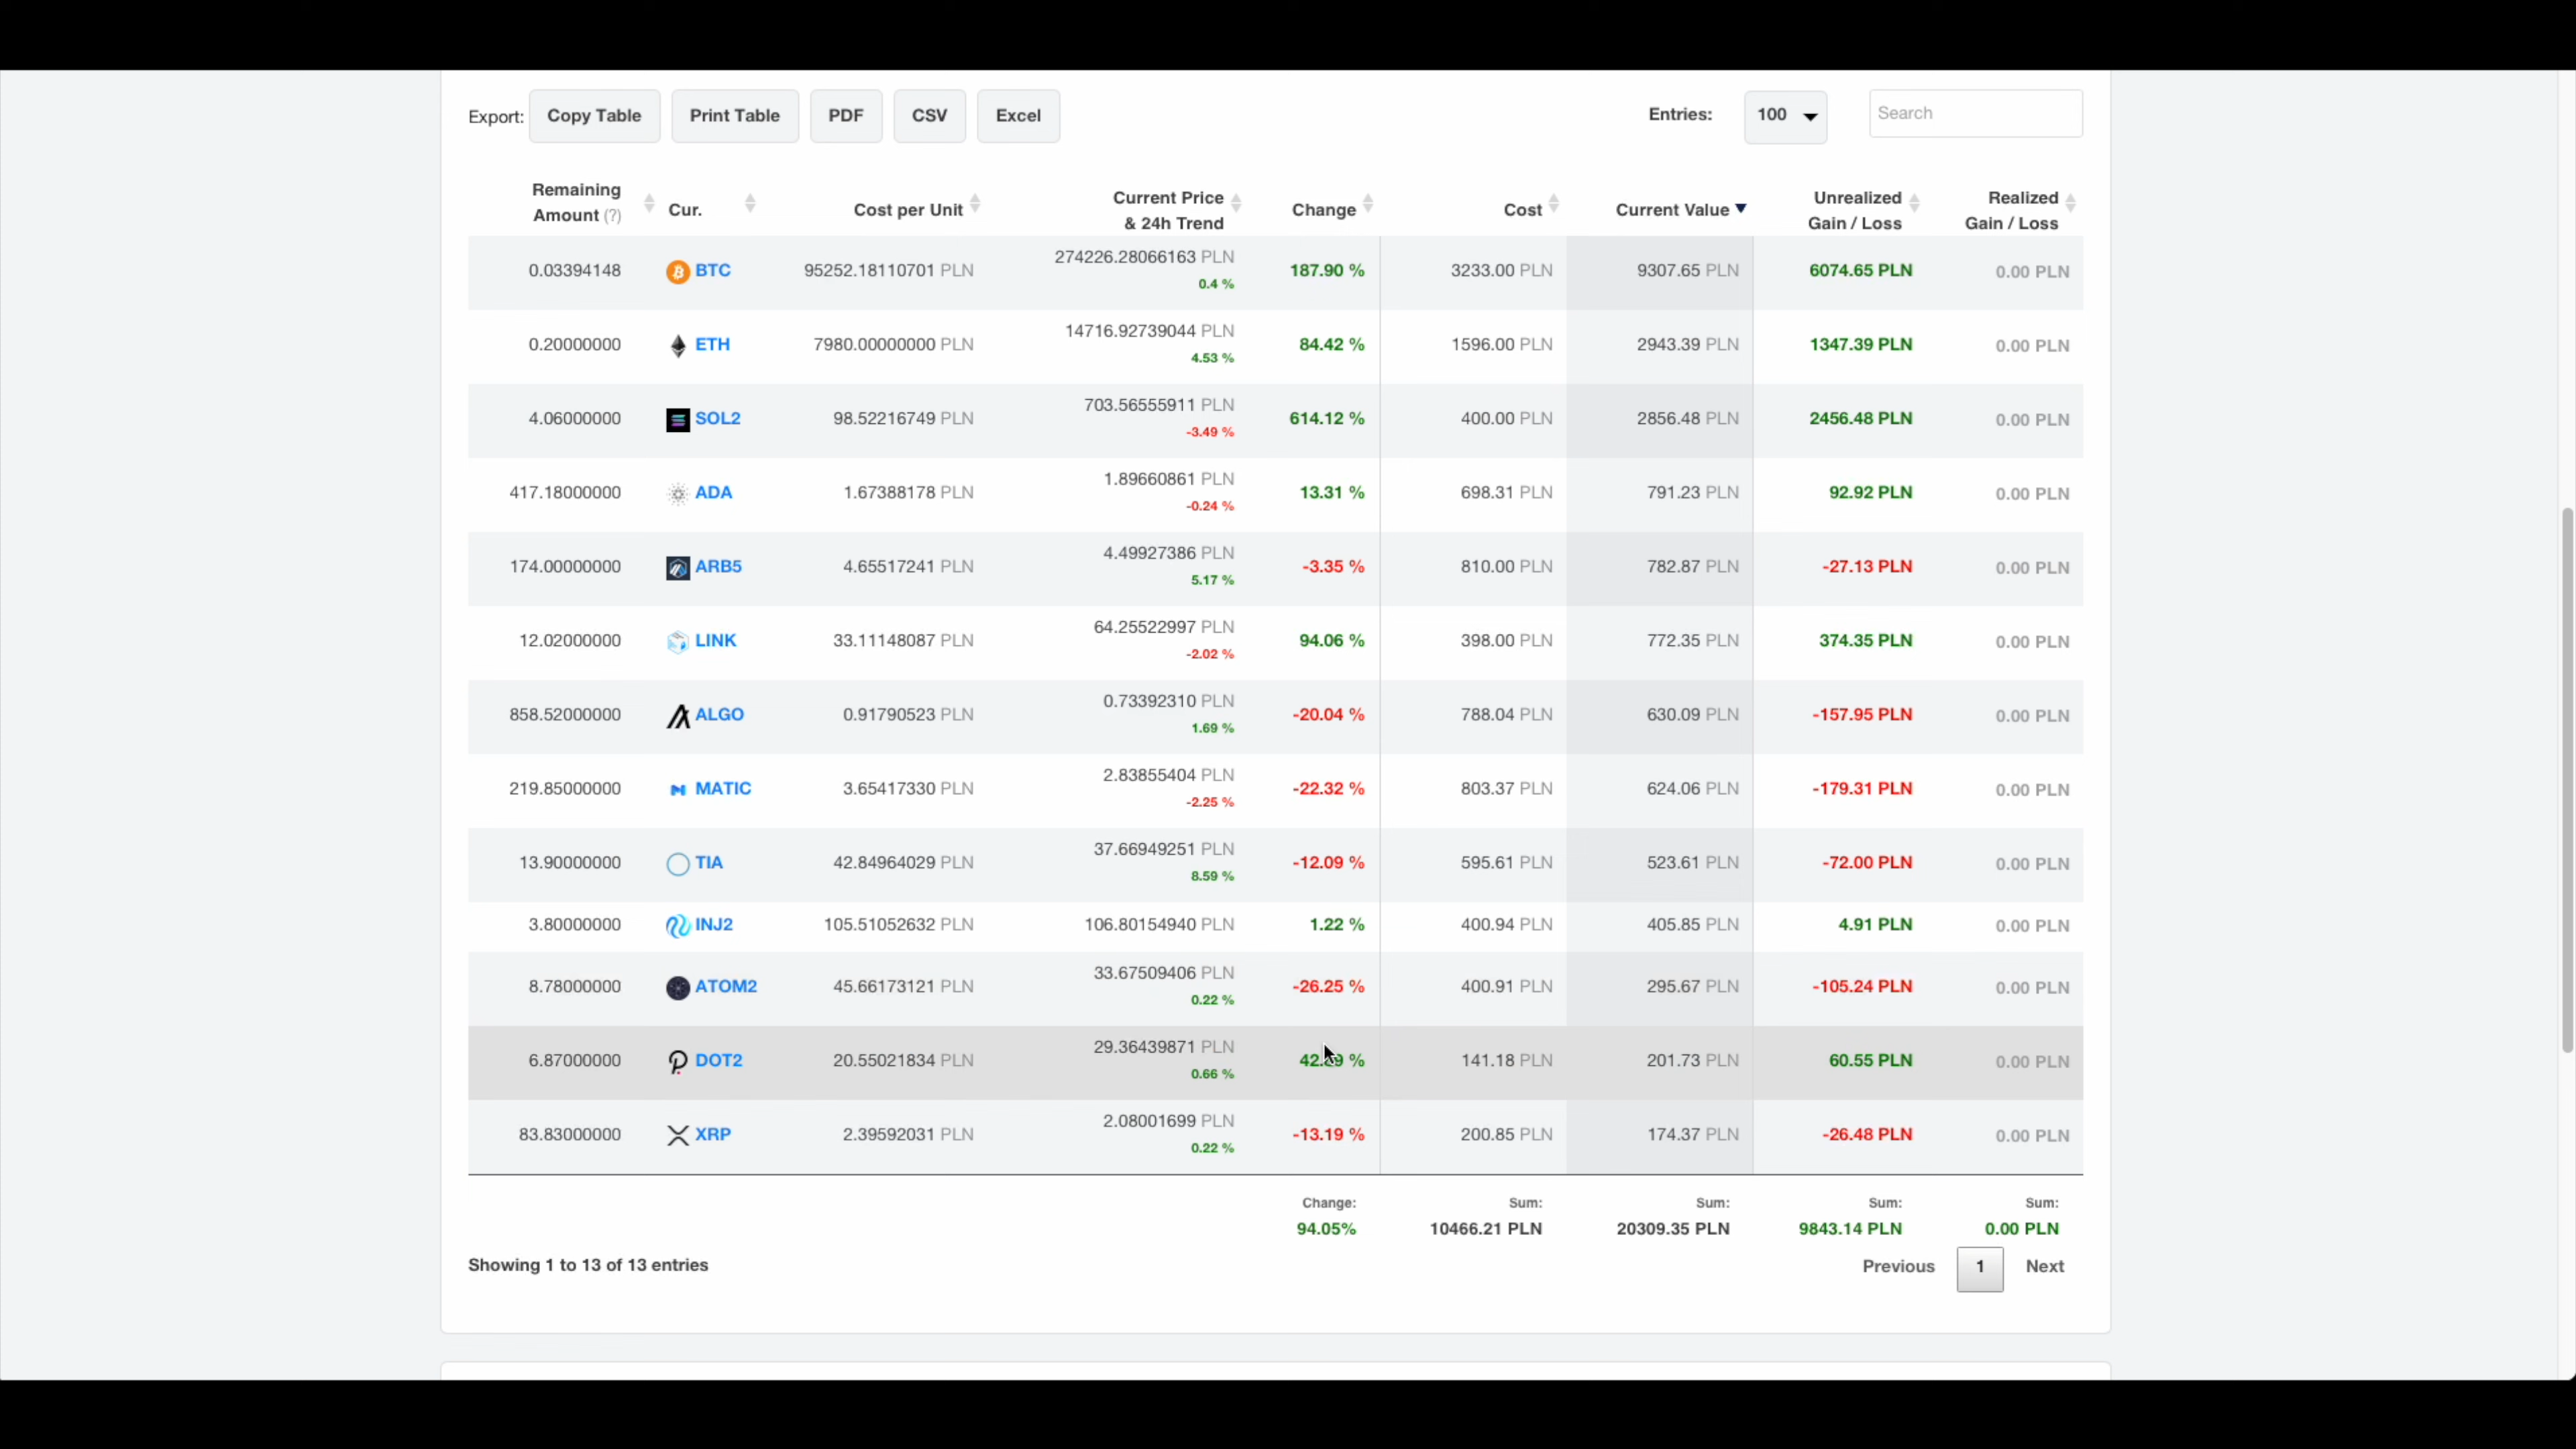 Export: Copy Table Print Table PDF CSV Excel Entries: 100 Search
Remaining Amount (?) Cur. Cost per Unit Current Price & 24h Trend Change Cost Current Value Unrealized Gain / Loss Realized Gain / Loss
0.03394148 BTC 95252.18110701 PLN 274226.28066163 PLN 0.4 % 187.90 % 3233.00 PLN 9307.65 PLN 6074.65 PLN 0.00 PLN
0.20000000 ETH 7980.00000000 PLN 14716.92739044 PLN 4.53 % 84.42 % 1596.00 PLN 2943.39 PLN 1347.39 PLN 0.00 PLN
4.06000000 SOL2 98.52216749 PLN 703.56555911 PLN -3.49 % 614.12 % 400.00 PLN 2856.48 PLN 2456.48 PLN 0.00 PLN
417.18000000 ADA 1.67388178 PLN 1.89660861 PLN -0.24 % 13.31 % 698.31 PLN 791.23 PLN 92.92 PLN 0.00 PLN
174.00000000 ARB5 4.65517241 PLN 4.49927386 PLN 5.17 % -3.35 % 810.00 PLN 782.87 PLN -27.13 PLN 0.00 PLN
12.02000000 LINK 33.11148087 PLN 64.25522997 PLN -2.02 % 94.06 % 398.00 PLN 772.35 PLN 374.35 PLN 0.00 PLN
858.52000000 ALGO 0.91790523 PLN 0.73392310 PLN 1.69 % -20.04 % 788.04 PLN 630.09 PLN -157.95 PLN 0.00 PLN
219.85000000 MATIC 3.65417330 PLN 2.83855404 PLN -2.25 % -22.32 % 803.37 PLN 624.06 PLN -179.31 PLN 0.00 PLN
13.90000000 TIA 42.84964029 PLN 37.66949251 PLN 8.59 % -12.09 % 595.61 PLN 523.61 PLN -72.00 PLN 0.00 PLN
3.80000000 INJ2 105.51052632 PLN 106.80154940 PLN 1.22 % 400.94 PLN 405.85 PLN 4.91 PLN 0.00 PLN
8.78000000 ATOM2 45.66173121 PLN 33.67509406 PLN 0.22 % -26.25 % 400.91 PLN 295.67 PLN -105.24 PLN 0.00 PLN
6.87000000 DOT2 20.55021834 PLN 29.36439871 PLN 0.66 % 141.18 PLN 201.73 PLN 60.55 PLN 0.00 PLN
83.83000000 XRP 2.39592031 PLN 2.08001699 PLN 0.22 % -13.19 % 200.85 PLN 174.37 PLN -26.48 PLN 0.00 PLN
Change: Sum: Sum: Sum: Sum:
94.05% 10466.21 PLN 20309.35 PLN 9843.14 PLN 0.00 PLN
Showing 1 to 13 of 13 entries Previous 1 Next